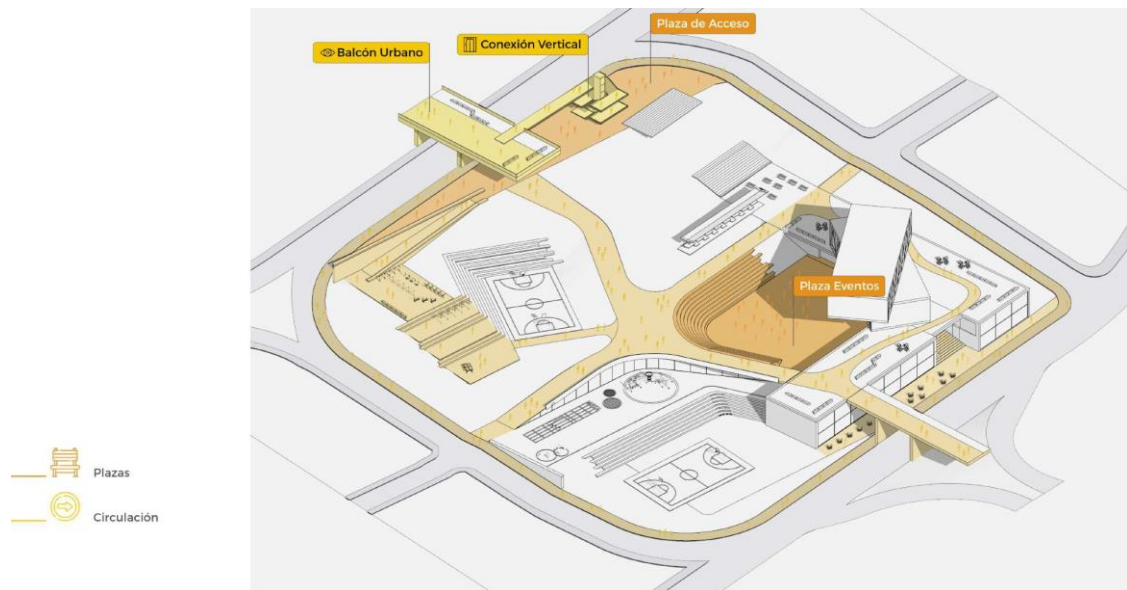 Plaza de Acceso
Conexión Vertical
Balcón Urbano
Plaza Eventos
Plazas
Circulación